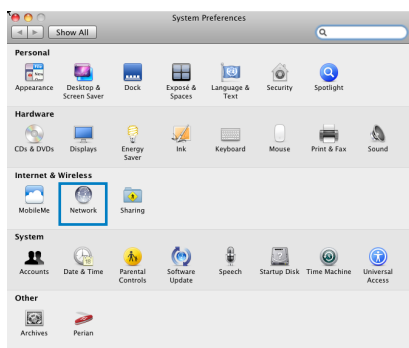 System Preferences
Show All
Personal
Appearance
Desktop & Screen Saver
Dock
Exposé & Spaces
Language & Text
Security
Spotlight
Hardware
CDs & DVDs
Displays
Energy Saver
Ink
Keyboard
Mouse
Print & Fax
Sound
Internet & Wireless
MobileMe
Network
Sharing
System
Accounts
Date & Time
Parental Controls
Software Update
Speech
Startup Disk
Time Machine
Universal Access
Other
Archives
Perian